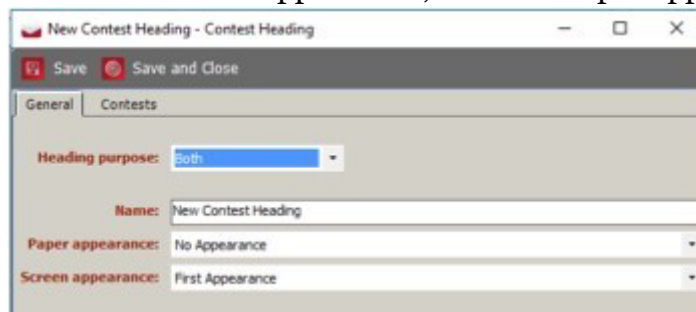 New Contest Heading - Contest Heading
Save Save and Close
General Contests
Heading purpose: Both
Name: New Contest Heading
Paper appearance: No Appearance
Screen appearance: First Appearance